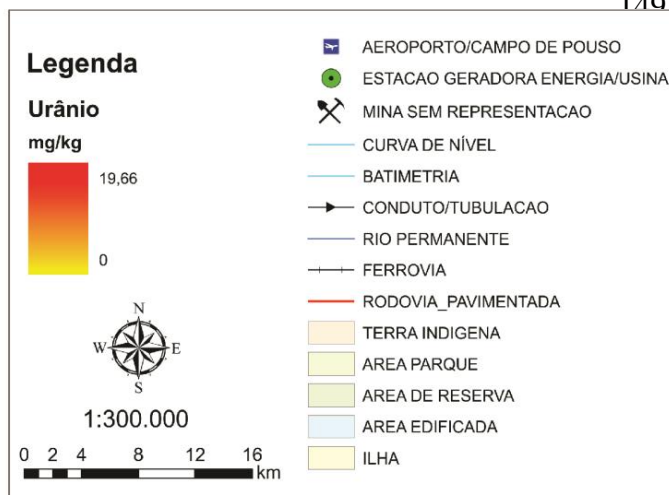 149
Legenda
Urânio
mg/kg
19,66
0
N
W E
S
1:300.000
0 2 4 8 12 16
km
AEROPORTO/CAMPO DE POUSO
ESTACAO GERADORA ENERGIA/USINA
MINA SEM REPRESENTACAO
CURVA DE NÍVEL
BATIMETRIA
CONDUTO/TUBULACAO
RIO PERMANENTE
FERROVIA
RODOVIA_PAVIMENTADA
TERRA INDIGENA
AREA PARQUE
AREA DE RESERVA
AREA EDIFICADA
ILHA